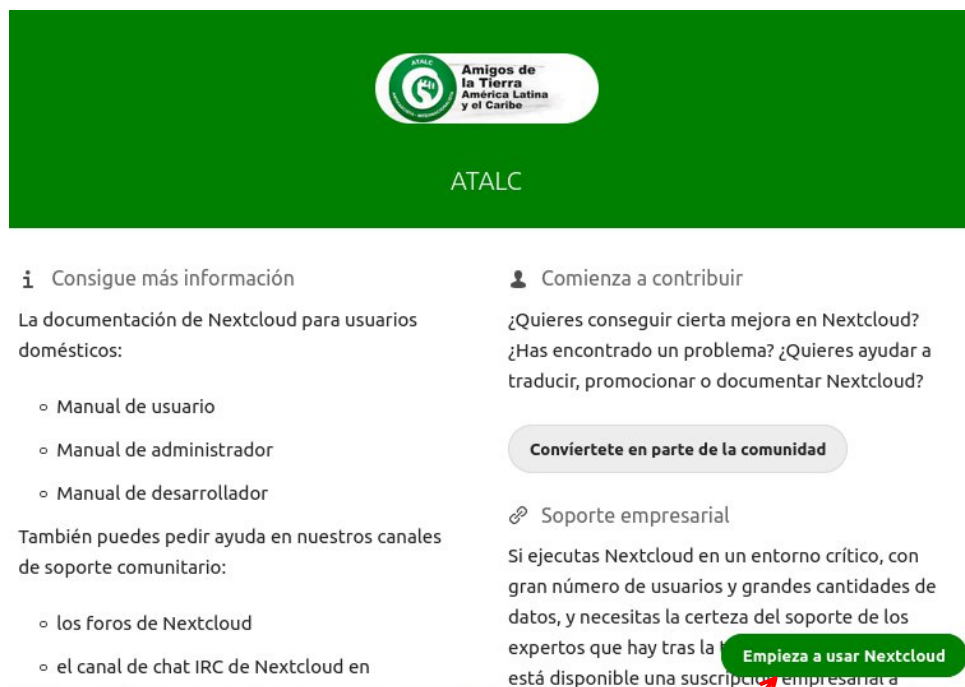 ATALC
Amigos de
la Tierra
América Latina
y el Caribe
ATALC
Consigue más información
La documentación de Nextcloud para usuarios
domésticos:
Manual de usuario
Manual de administrador
Manual de desarrollador
También puedes pedir ayuda en nuestros canales
de soporte comunitario:
los foros de Nextcloud
el canal de chat IRC de Nextcloud en
Comienza a contribuir
¿Quieres conseguir cierta mejora en Nextcloud?
¿Has encontrado un problema? ¿Quieres ayudar a
traducir, promocionar o documentar Nextcloud?
Conviertete en parte de la comunidad
Soporte empresarial
Si ejecutas Nextcloud en un entorno crítico, con
gran número de usuarios y grandes cantidades de
datos, y necesitas la certeza del soporte de los
expertos que hay tras la
Empieza a usar Nextcloud
está disponible una suscripción empresarial a